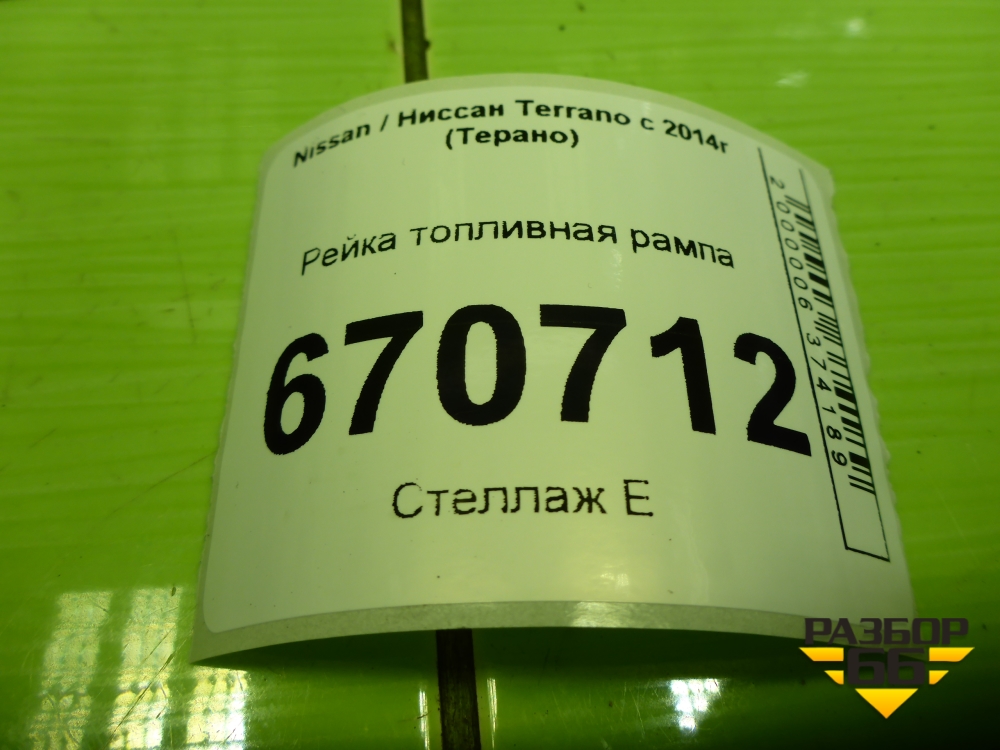 Nissan / Ниссан Terrano с 2014г
(Терано)
Рейка топливная рампа
670712
Стеллаж Е
2000006374189
РАЗБОР
66